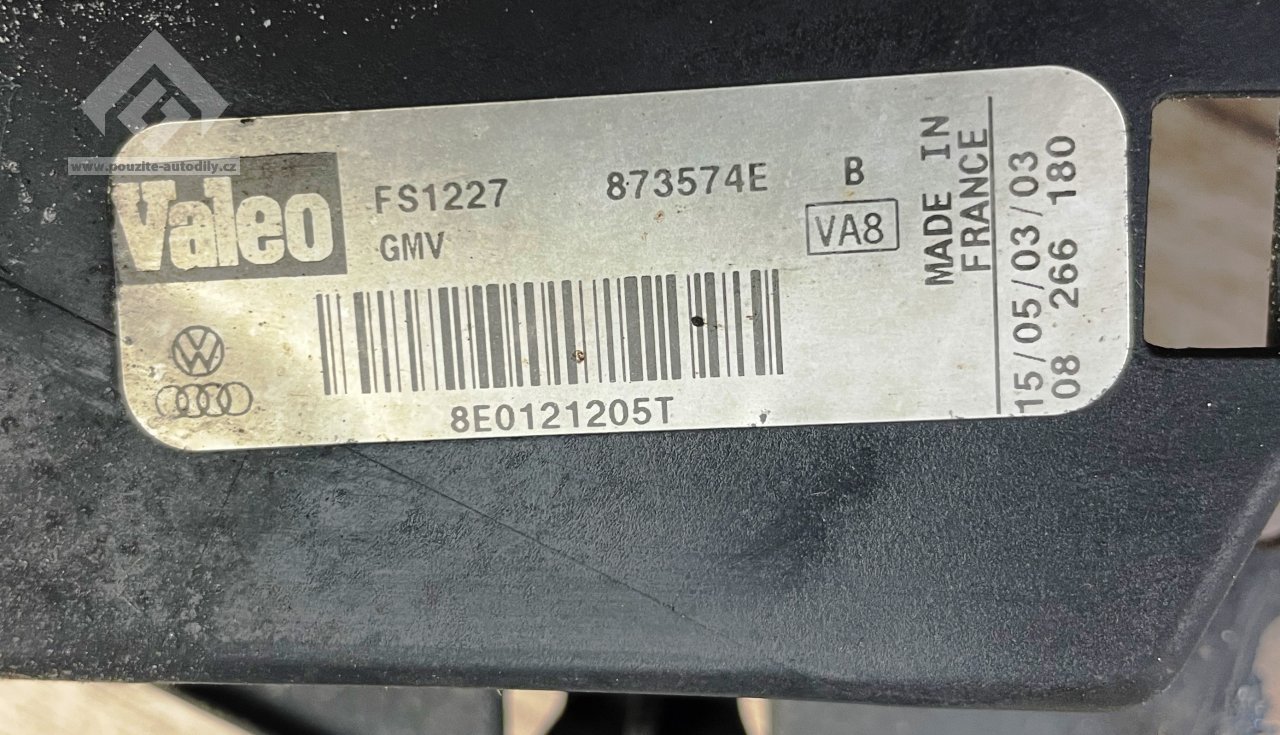 www.pouzite-autodily.cz
Valeo
FS1227 873574E B
GMV VA8
8E0121205T
MADE IN
FRANCE
15/05/03/03
08 266 180